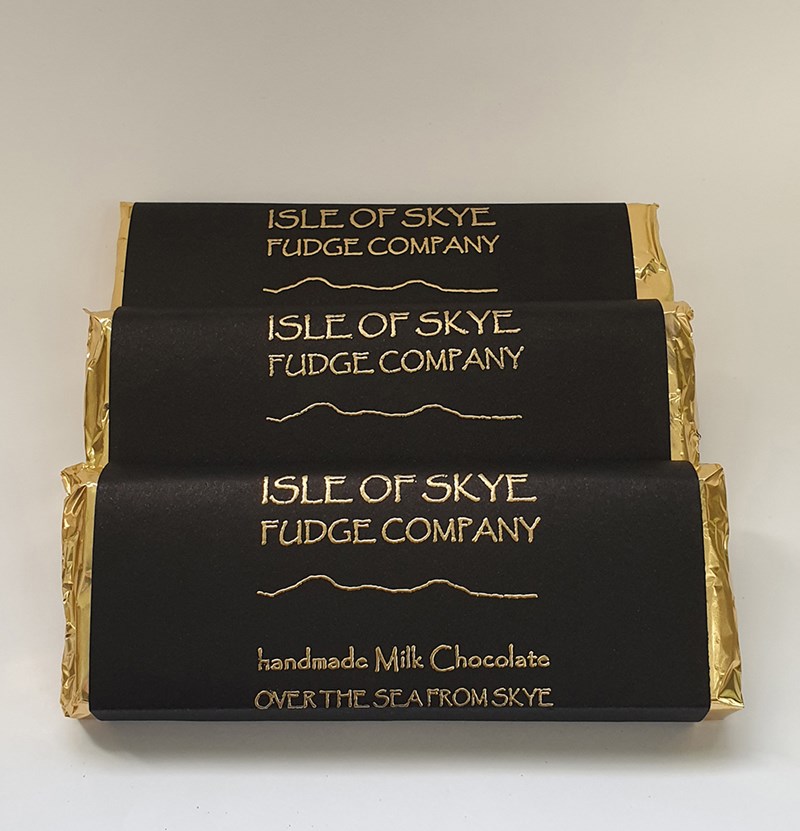 ISLE OF SKYE
FUDGE COMPANY
ISLE OF SKYE
FUDGE COMPANY
ISLE OF SKYE
FUDGE COMPANY
handmade Milk Chocolate
OVER THE SEA FROM SKYE